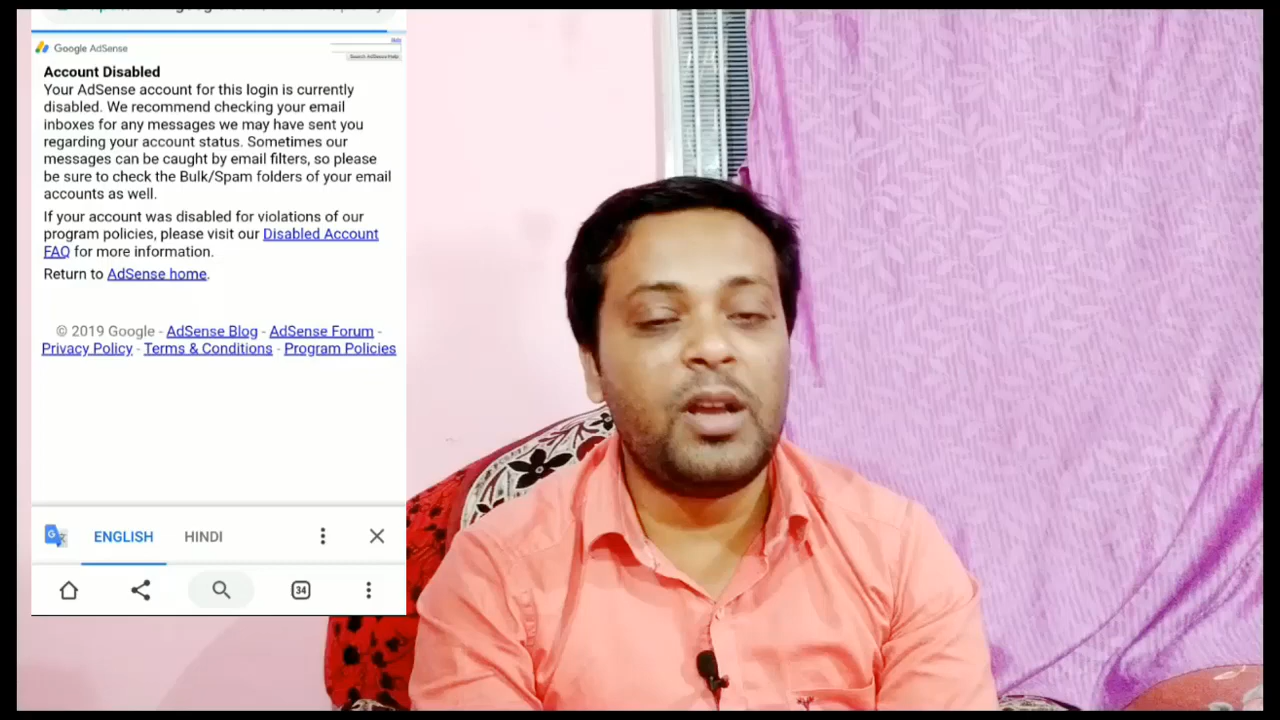 Google AdSense
Search AdSense Help
Account Disabled
Your AdSense account for this login is currently
disabled. We recommend checking your email
inboxes for any messages we may have sent you
regarding your account status. Sometimes our
messages can be caught by email filters, so please
be sure to check the Bulk/Spam folders of your email
accounts as well.
If your account was disabled for violations of our
program policies, please visit our Disabled Account
FAQ for more information.
Return to AdSense home.
© 2019 Google - AdSense Blog - AdSense Forum -
Privacy Policy - Terms & Conditions - Program Policies
ENGLISH HINDI
34